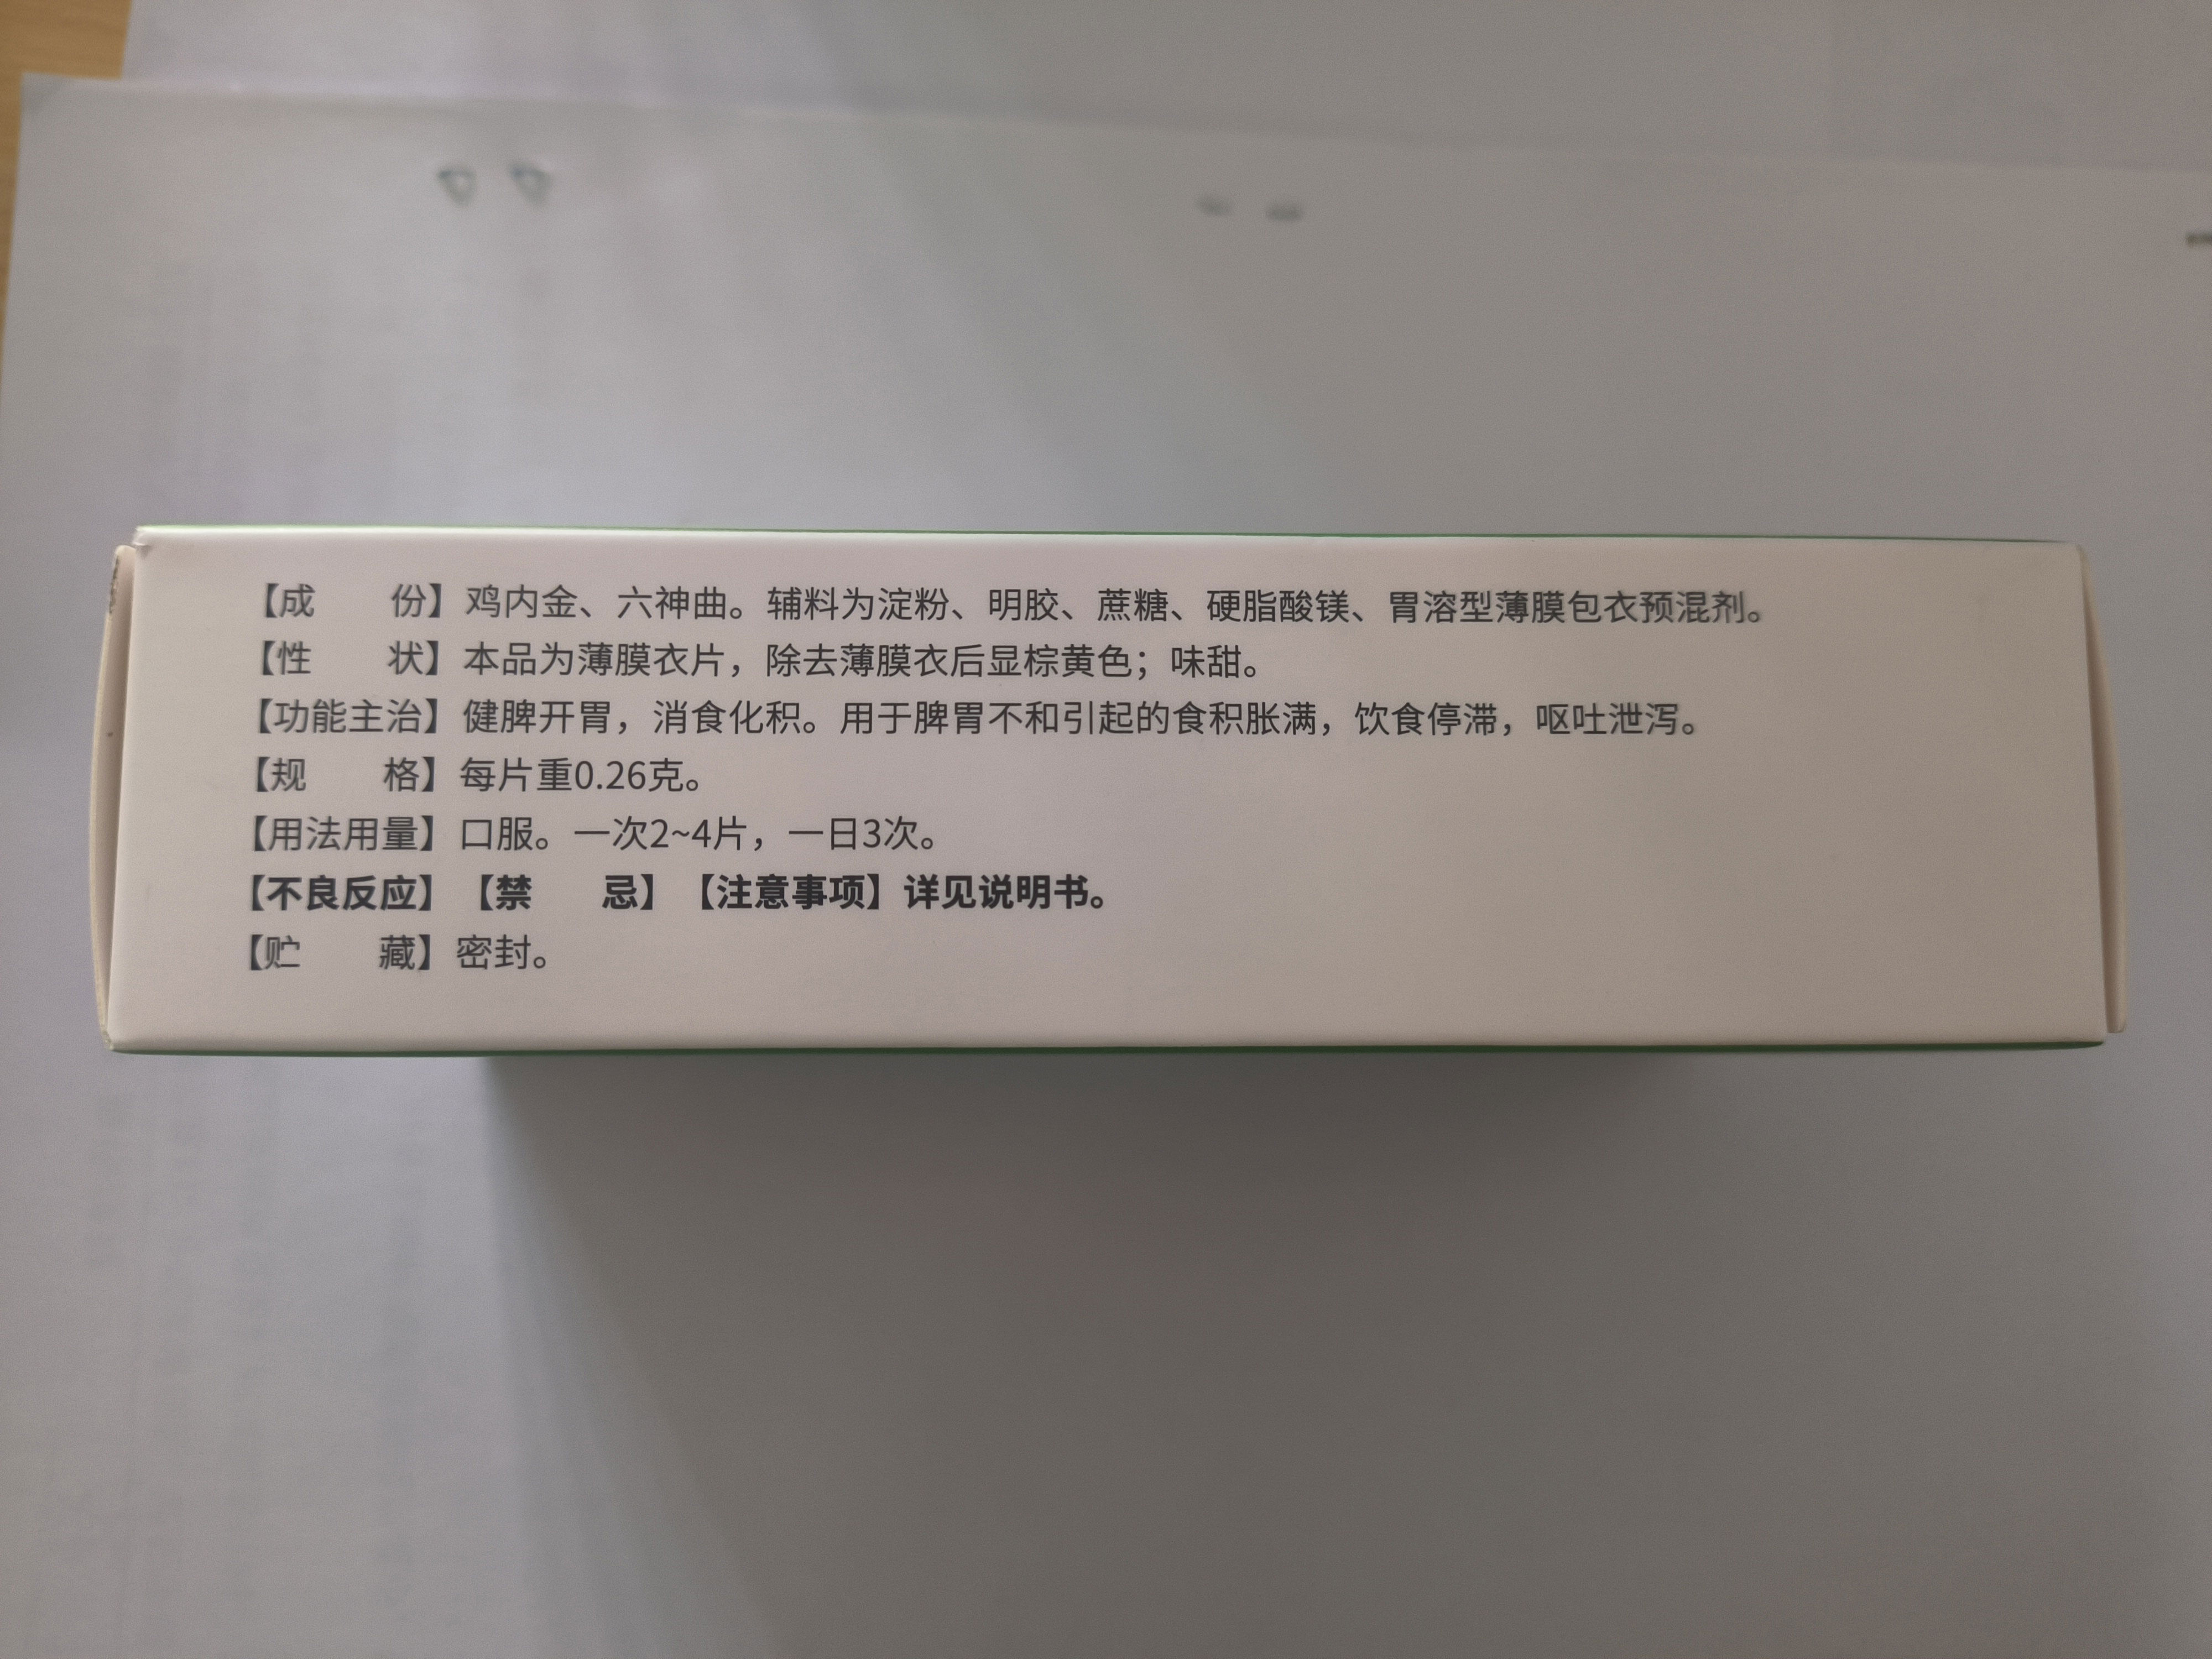 【成　　份】鸡内金、六神曲。辅料为淀粉、明胶、蔗糖、硬脂酸镁、胃溶型薄膜包衣预混剂。
【性　　状】本品为薄膜衣片，除去薄膜衣后显棕黄色；味甜。
【功能主治】健脾开胃，消食化积。用于脾胃不和引起的食积胀满，饮食停滞，呕吐泄泻。
【规　　格】每片重0.26克。
【用法用量】口服。一次2~4片，一日3次。
【不良反应】【禁　　忌】【注意事项】详见说明书。
【贮　　藏】密封。